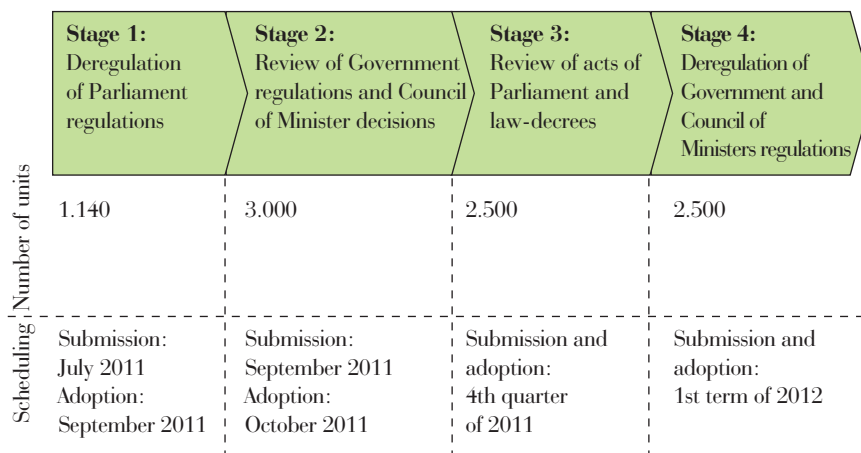 Stage 1:
Deregulation
of Parliament
regulations
Stage 2:
Review of Government
regulations and Council
of Minister decisions
Stage 3:
Review of acts of
Parliament and
law-decrees
Stage 4:
Deregulation of
Government and
Council of
Ministers regulations
Number of units
1.140
3.000
2.500
2.500
Scheduling
Submission:
July 2011
Adoption:
September 2011
Submission:
September 2011
Adoption:
October 2011
Submission and
adoption:
4th quarter
of 2011
Submission and
adoption:
1st term of 2012